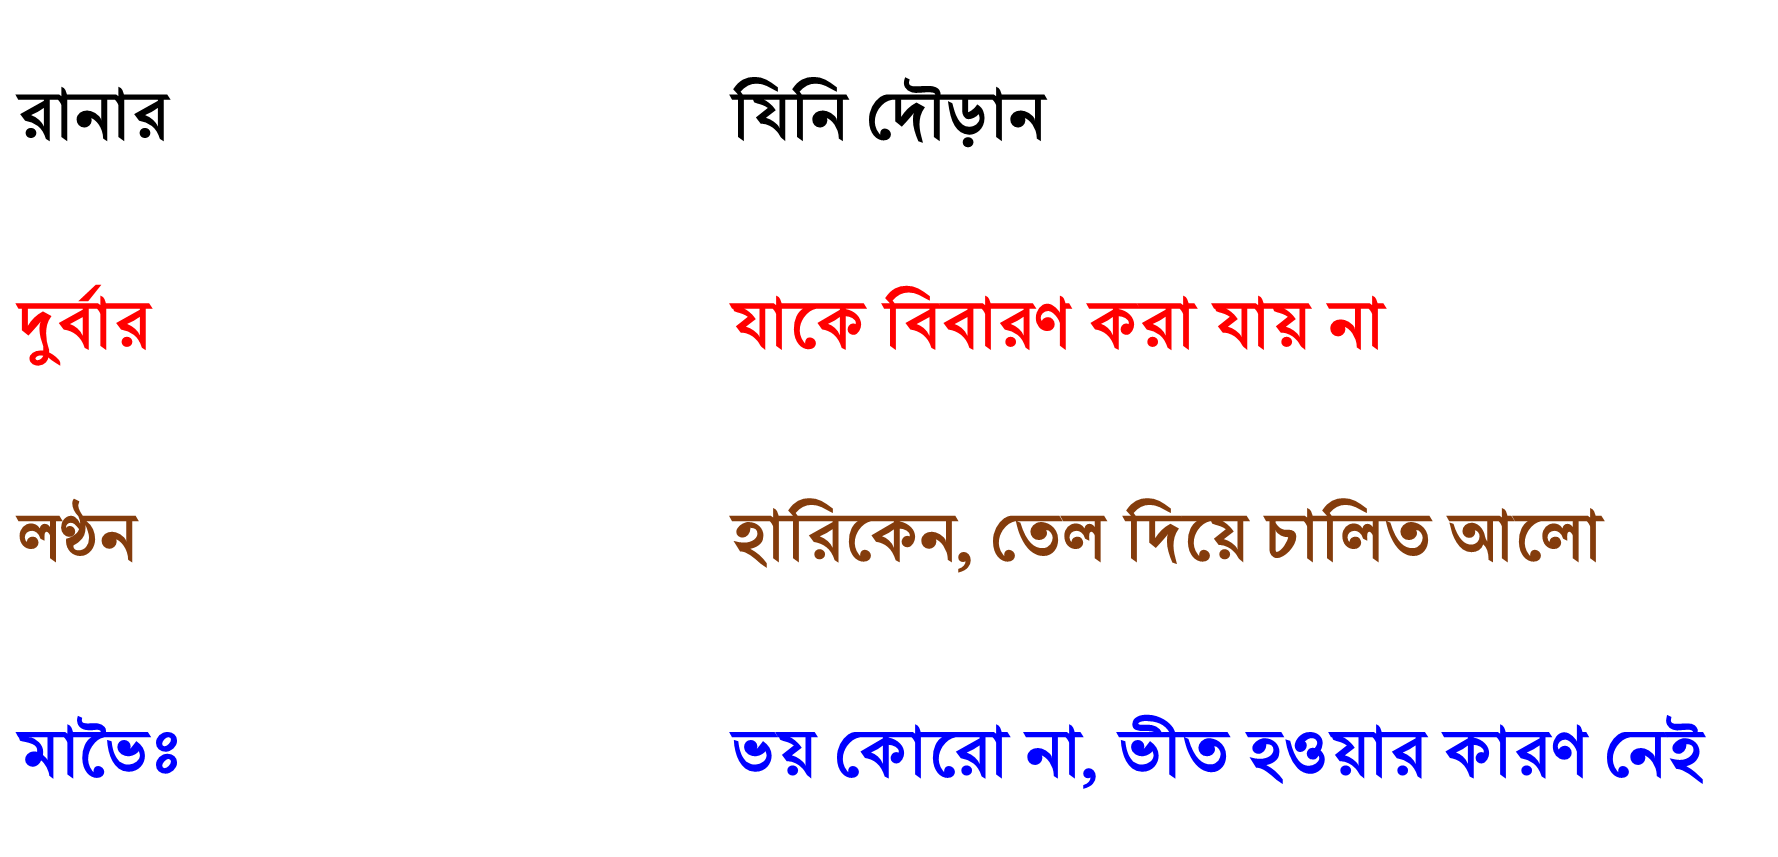 রানার যিনি দৌড়ান
দুর্বার যাকে বিবারণ করা যায় না
লণ্ঠন হারিকেন, তেল দিয়ে চালিত আলো
মাভৈঃ ভয় কোরো না, ভীত হওয়ার কারণ নেই